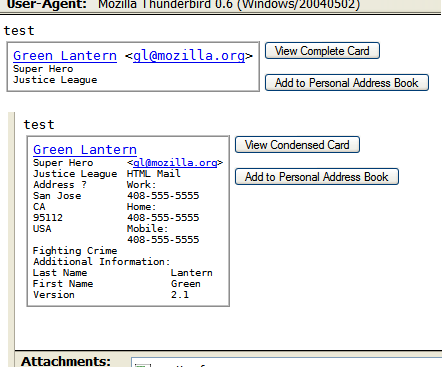 User-Agent: Mozilla Thunderbird 0.6 (Windows/20040502)
test
Green Lantern <gl@mozilla.org>
Super Hero
Justice League
View Complete Card
Add to Personal Address Book
test
Green Lantern
Super Hero <gl@mozilla.org>
Justice League HTML Mail
Address ? Work:
San Jose 408-555-5555
CA Home:
95112 408-555-5555
USA Mobile:
408-555-5555
Fighting Crime
Additional Information:
Last Name Lantern
First Name Green
Version 2.1
View Condensed Card
Add to Personal Address Book
Attachments: